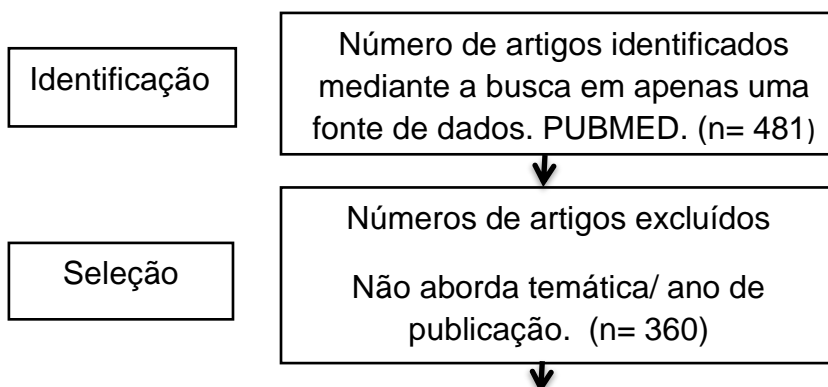 Identificação
Número de artigos identificados
mediante a busca em apenas uma
fonte de dados. PUBMED. (n= 481)
Seleção
Números de artigos excluídos
Não aborda temática/ ano de
publicação. (n= 360)